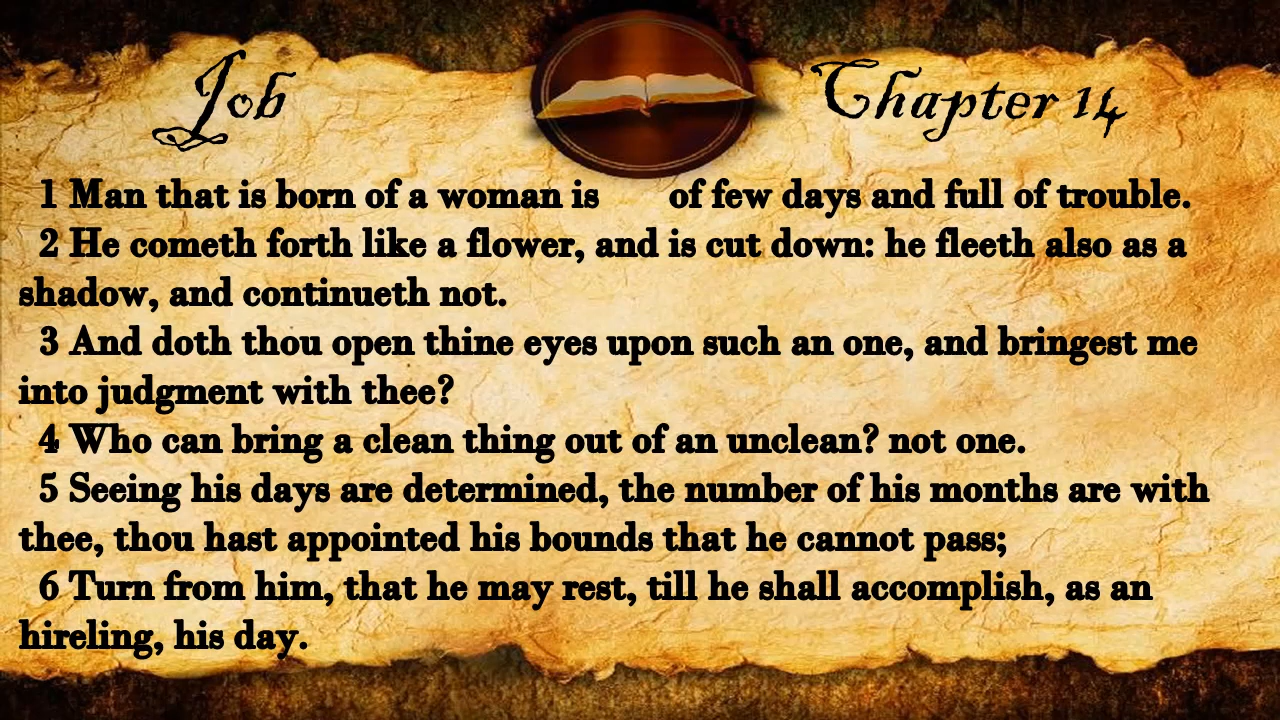 Job Chapter 14
1 Man that is born of a woman is of few days and full of trouble.
2 He cometh forth like a flower, and is cut down: he fleeth also as a
shadow, and continueth not.
3 And doth thou open thine eyes upon such an one, and bringest me
into judgment with thee?
4 Who can bring a clean thing out of an unclean? not one.
5 Seeing his days are determined, the number of his months are with
thee, thou hast appointed his bounds that he cannot pass;
6 Turn from him, that he may rest, till he shall accomplish, as an
hireling, his day.